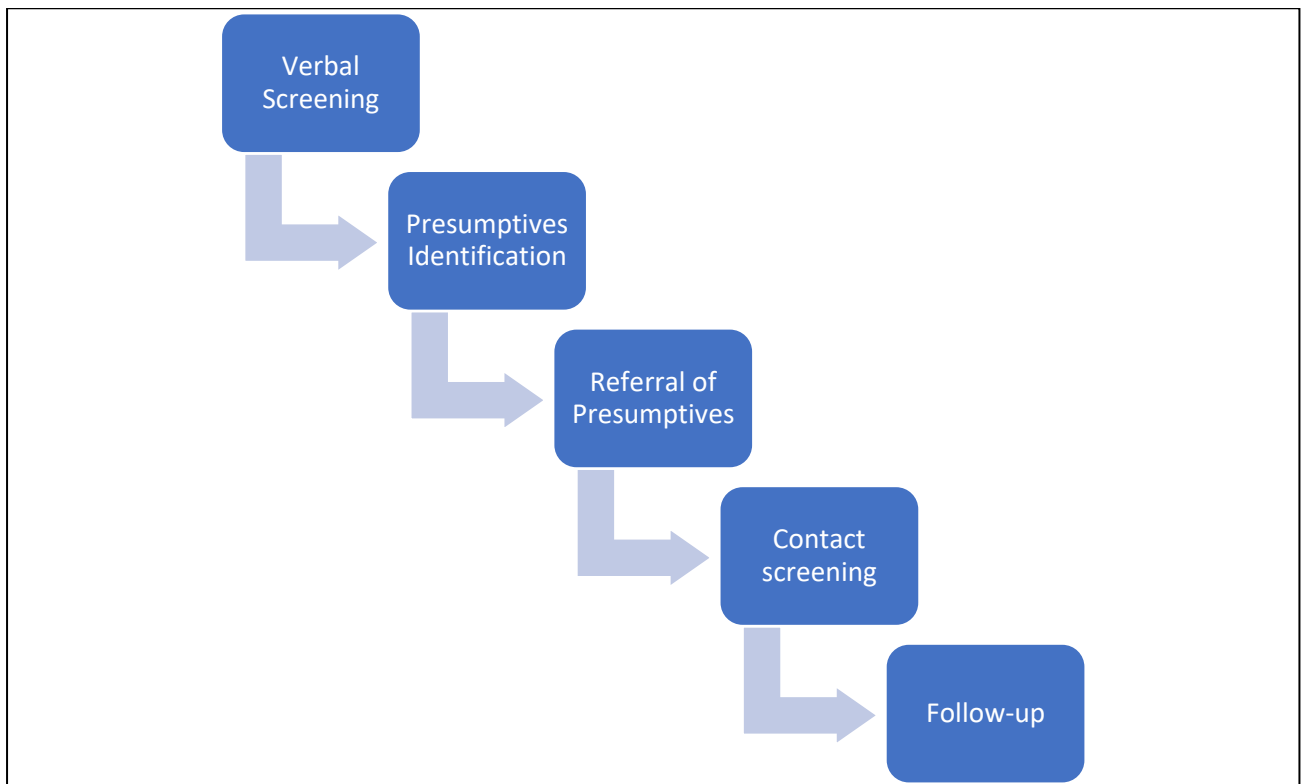 Verbal
Screening
Presumptives
Identification
Referral of
Presumptives
Contact
screening
Follow-up